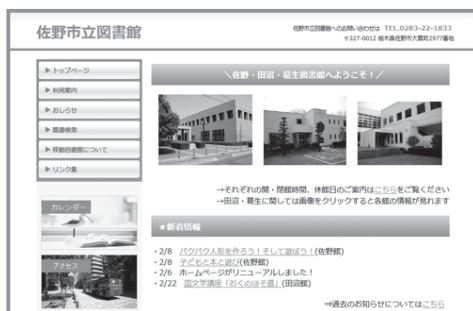 佐野市立図書館
佐野市立図書館へのお問い合わせは TEL.0283-22-1833
〒327-0012 栃木県佐野市大蔵町2977番地
▶ トップページ
▶ 利用案内
▶ おしらせ
▶ 蔵書検索
▶ 移動図書館について
▶ リンク集
カレンダー
アクセス
＼佐野・田沼・葛生図書館へようこそ！／
→それぞれの開・閉館時間、休館日のご案内はこちらをご覧ください
→田沼・葛生に関しては画像をクリックすると各館の情報が見れます
★新着情報
・2/8 パクパク人形を作ろう！そして遊ぼう！(佐野館)
・2/8 子どもと本と遊び(佐野館)
・2/6 ホームページがリニューアルしました！
・2/22 国文学講座「おくのほそ道」(田沼館)
⇒過去のお知らせについてはこちら